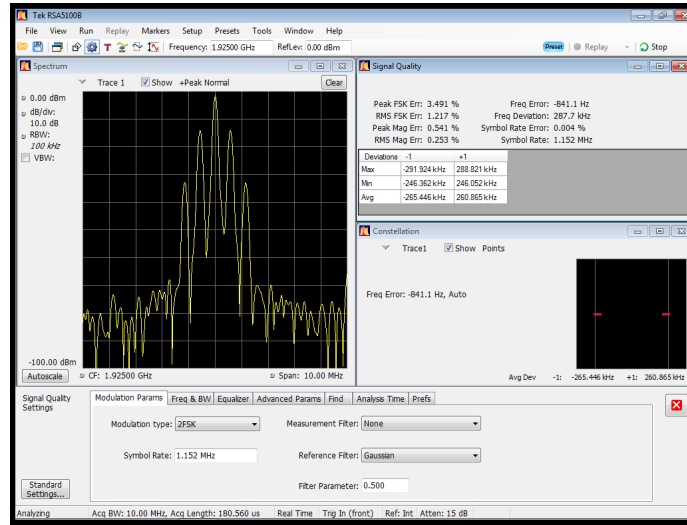 Tek RSA5100B
File View Run Replay Markers Setup Presets Tools Window Help
T Frequency: 1.92500 GHz RefLev: 0.00 dBm Preset Replay Stop
Spectrum
Trace 1 Show +Peak Normal Clear
0.00 dBm
dB/div:
10.0 dB
RBW:
100 kHz
VBW:
-100.00 dBm
Autoscale CF: 1.92500 GHz Span: 10.00 MHz
Signal Quality
Peak FSK Err: 3.491 % Freq Error: -841.1 Hz
RMS FSK Err: 1.217 % Freq Deviation: 287.7 kHz
Peak Mag Err: 0.541 % Symbol Rate Error: 0.004 %
RMS Mag Err: 0.253 % Symbol Rate: 1.152 MHz
Deviations -1 +1
Max -291.924 kHz 288.821 kHz
Min -246.362 kHz 246.052 kHz
Avg -265.446 kHz 260.865 kHz
Constellation
Trace1 Show Points
Freq Error: -841.1 Hz, Auto
Avg Dev -1: -265.446 kHz +1: 260.865 kHz
Signal Quality
Settings
Modulation Params Freq & BW Equalizer Advanced Params Find Analysis Time Prefs
Modulation type: 2FSK Measurement Filter: None
Symbol Rate: 1.152 MHz Reference Filter: Gaussian
Filter Parameter: 0.500
Standard
Settings...
Analyzing Acq BW: 10.00 MHz, Acq Length: 180.560 us Real Time Trig In (front) Ref: Int Atten: 15 dB